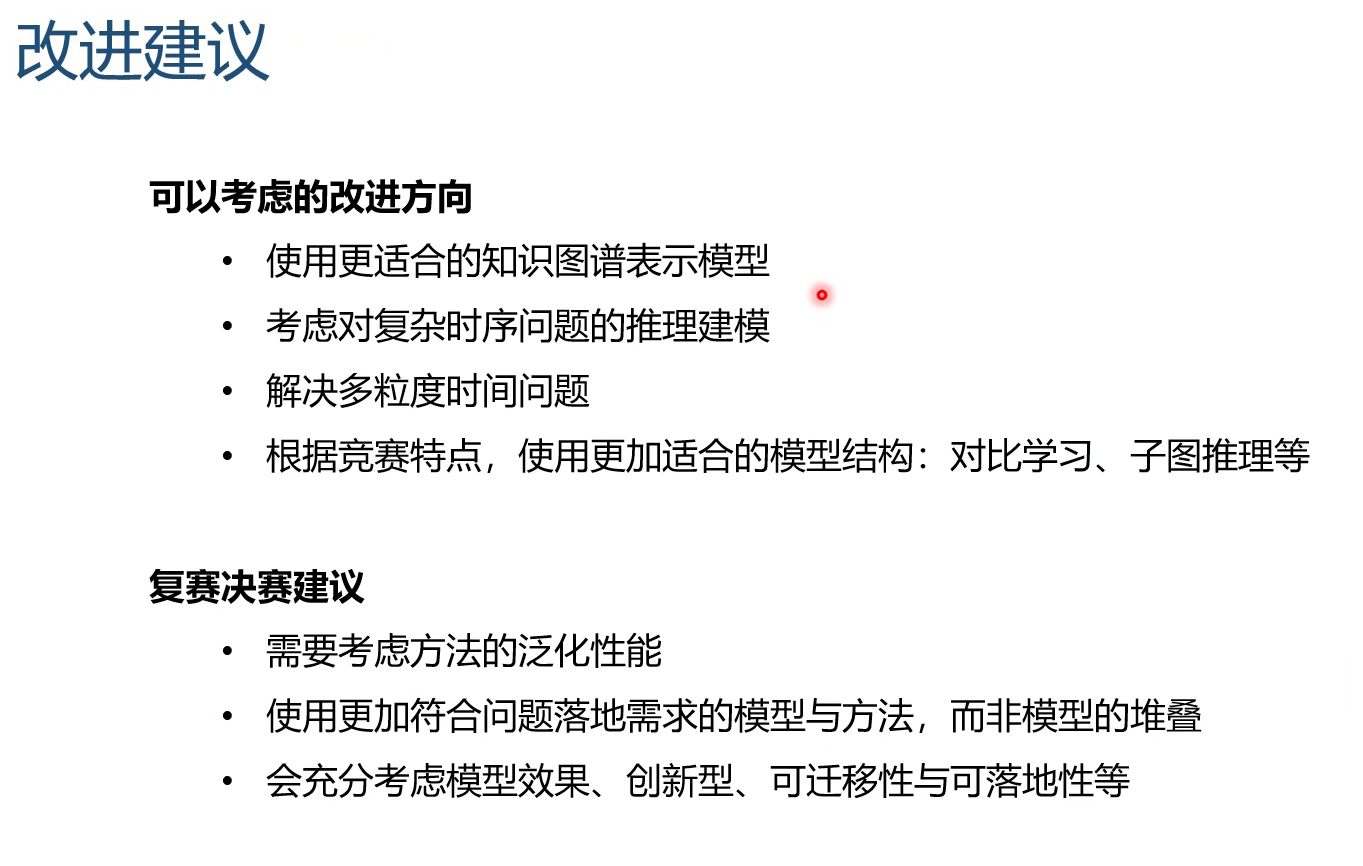 改进建议
可以考虑的改进方向
• 使用更适合的知识图谱表示模型
• 考虑对复杂时序问题的推理建模
• 解决多粒度时间问题
• 根据竞赛特点，使用更加适合的模型结构：对比学习、子图推理等
复赛决赛建议
• 需要考虑方法的泛化性能
• 使用更加符合问题落地需求的模型与方法，而非模型的堆叠
• 会充分考虑模型效果、创新型、可迁移性与可落地性等